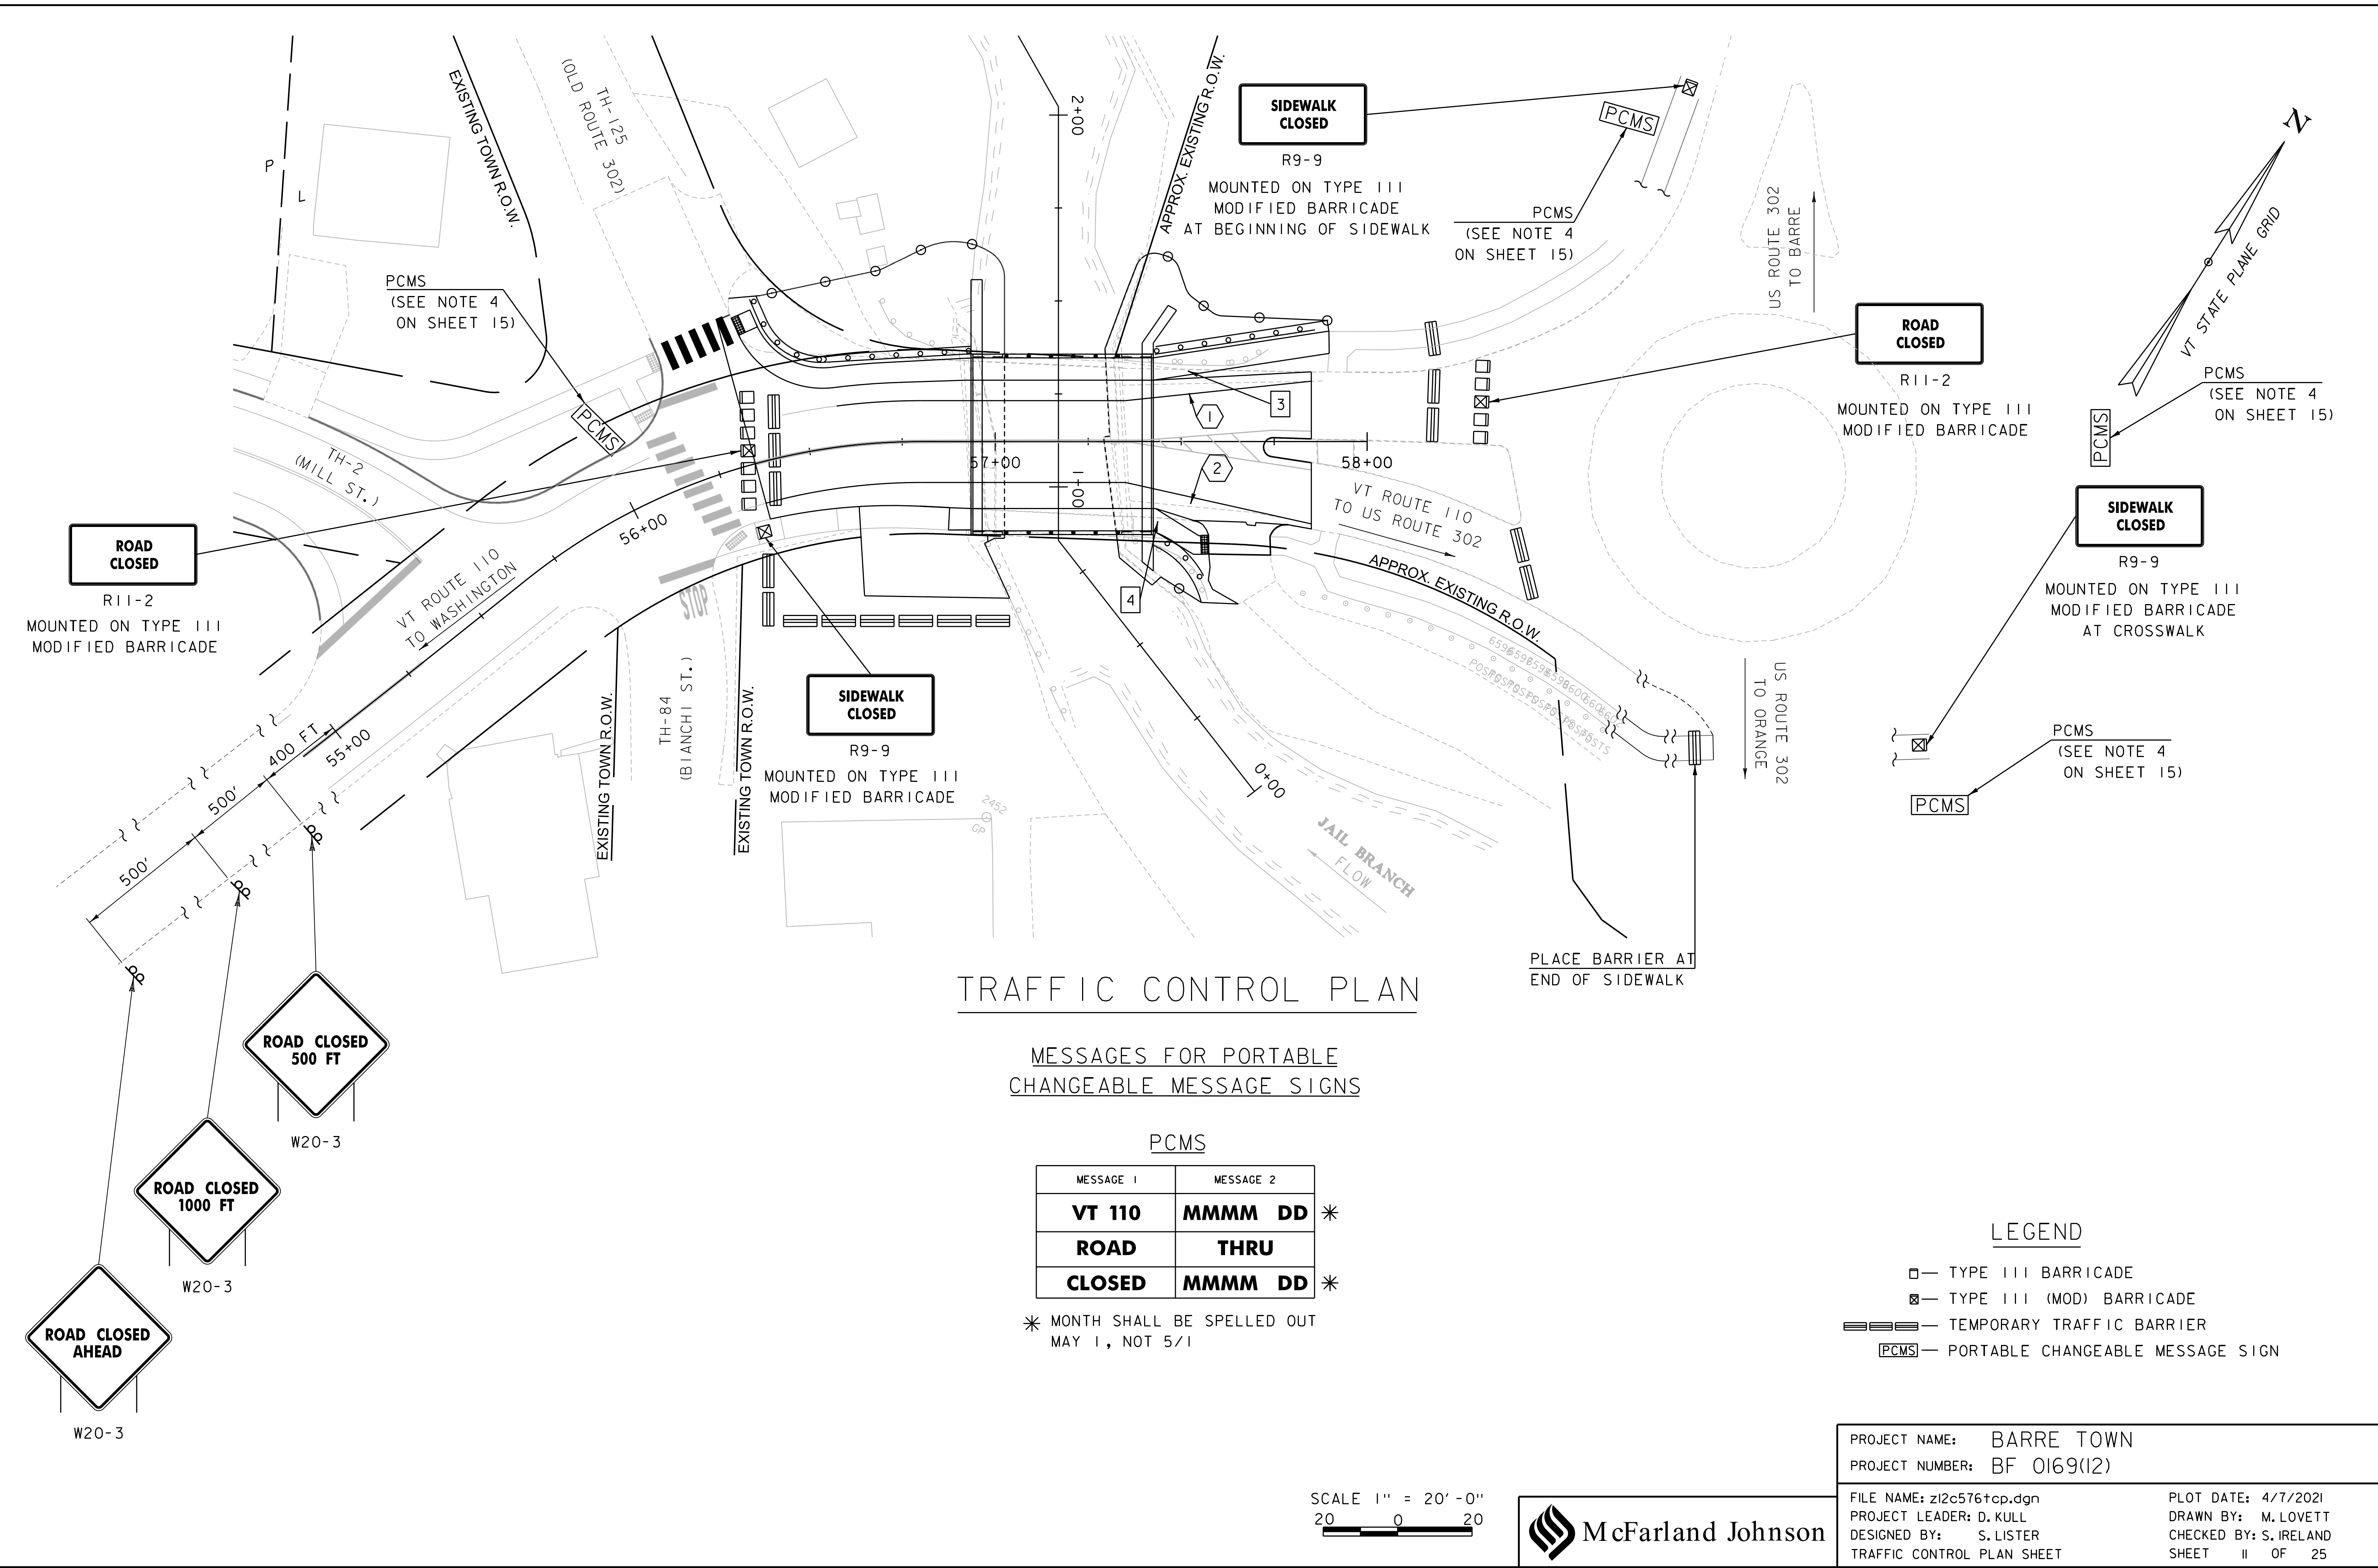 P
L
EXISTING TOWN R.O.W.
TH-125
(OLD ROUTE 302)
2+00
APPROX. EXISTING R.O.W.
SIDEWALK
CLOSED
R9-9
MOUNTED ON TYPE III
MODIFIED BARRICADE
AT BEGINNING OF SIDEWALK
PCMS
PCMS
(SEE NOTE 4
ON SHEET 15)
US ROUTE 302
TO BARRE
N
VT STATE PLANE GRID
PCMS
(SEE NOTE 4
ON SHEET 15)
PCMS
ROAD
CLOSED
R11-2
MOUNTED ON TYPE III
MODIFIED BARRICADE
PCMS
(SEE NOTE 4
ON SHEET 15)
PCMS
TH-2
(MILL ST.)
3
1
2
4
57+00
58+00
1+00
56+00
VT ROUTE 110
TO US ROUTE 302
APPROX. EXISTING R.O.W.
SIDEWALK
CLOSED
R9-9
MOUNTED ON TYPE III
MODIFIED BARRICADE
AT CROSSWALK
ROAD
CLOSED
R11-2
MOUNTED ON TYPE III
MODIFIED BARRICADE
VT ROUTE 110
TO WASHINGTON
STOP
EXISTING TOWN R.O.W.
TH-84
(BIANCHI ST.)
EXISTING TOWN R.O.W.
SIDEWALK
CLOSED
R9-9
MOUNTED ON TYPE III
MODIFIED BARRICADE
400 FT
55+00
500'
500'
0+00
2452
GP
JAIL BRANCH
FLOW
US ROUTE 302
TO ORANGE
PCMS
(SEE NOTE 4
ON SHEET 15)
PCMS
PLACE BARRIER AT
END OF SIDEWALK
TRAFFIC CONTROL PLAN
MESSAGES FOR PORTABLE
CHANGEABLE MESSAGE SIGNS
PCMS
MESSAGE 1 MESSAGE 2
VT 110 MMMM DD *
ROAD THRU
CLOSED MMMM DD *
* MONTH SHALL BE SPELLED OUT
MAY 1, NOT 5/1
ROAD CLOSED
500 FT
W20-3
ROAD CLOSED
1000 FT
W20-3
ROAD CLOSED
AHEAD
W20-3
LEGEND
TYPE III BARRICADE
TYPE III (MOD) BARRICADE
TEMPORARY TRAFFIC BARRIER
PCMS PORTABLE CHANGEABLE MESSAGE SIGN
SCALE 1" = 20'-0"
20 0 20
McFarland Johnson
PROJECT NAME: BARRE TOWN
PROJECT NUMBER: BF 0169(12)
FILE NAME: z12c576tcp.dgn PLOT DATE: 4/7/2021
PROJECT LEADER: D. KULL DRAWN BY: M. LOVETT
DESIGNED BY: S. LISTER CHECKED BY: S. IRELAND
TRAFFIC CONTROL PLAN SHEET SHEET 11 OF 25